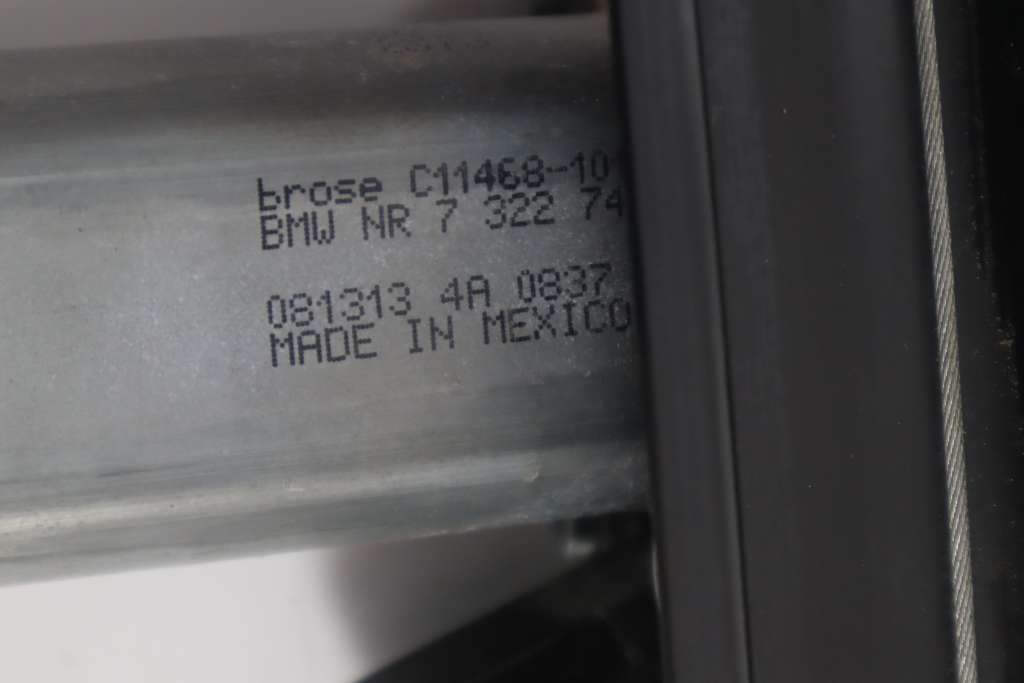 brose C11468-10
BMW NR 7 322 74
081313 4A 0837
MADE IN MEXICO